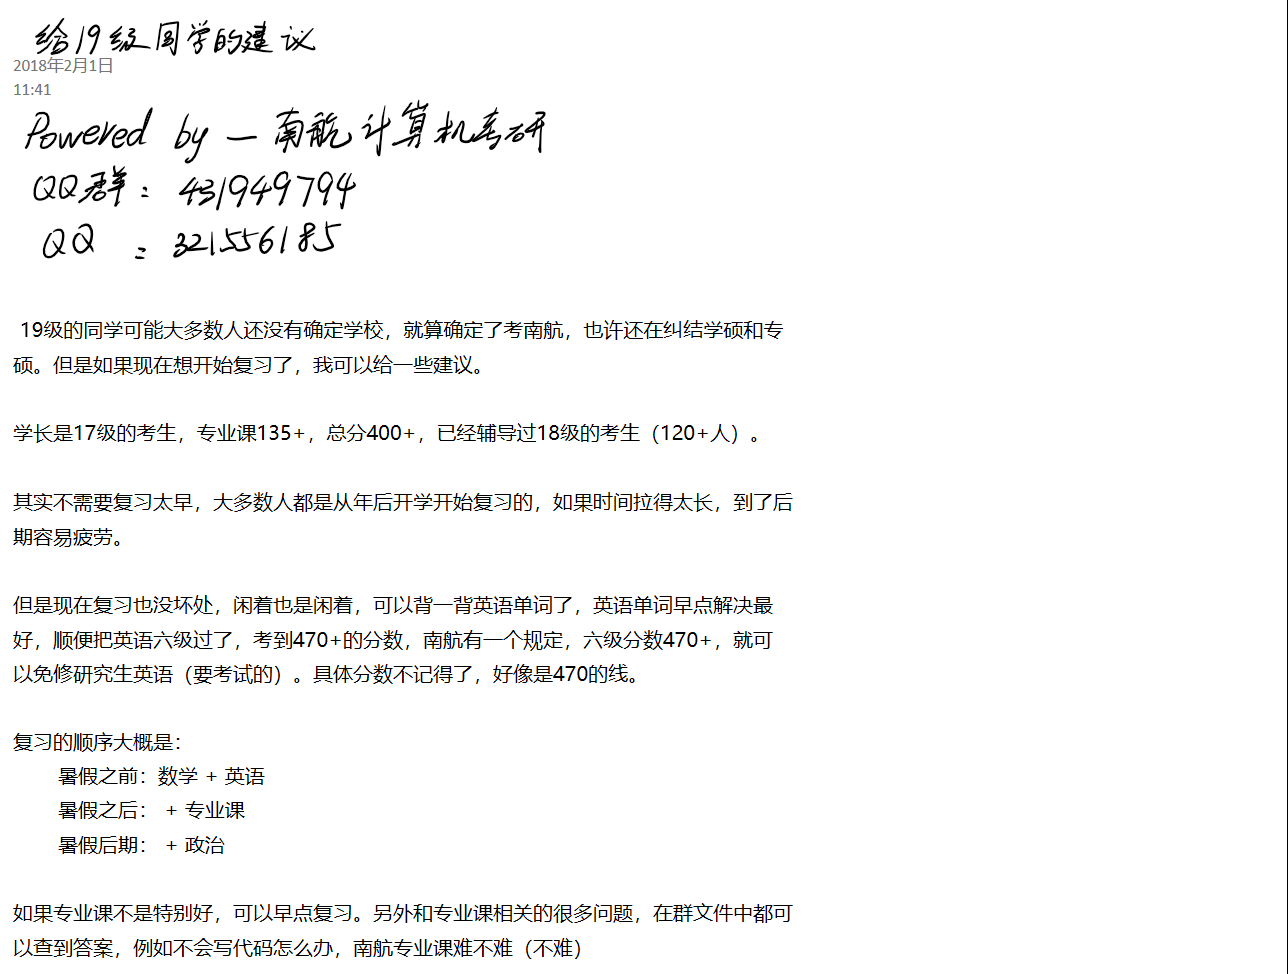 给19级同学的建议
2018年2月1日
11:41
Powered by — 南航计算机考研
QQ群：431949794
QQ ：321556185
19级的同学可能大多数人还没有确定学校，就算确定了考南航，也许还在纠结学硕和专
硕。但是如果现在想开始复习了，我可以给一些建议。
学长是17级的考生，专业课135+，总分400+，已经辅导过18级的考生（120+人）。
其实不需要复习太早，大多数人都是从年后开学开始复习的，如果时间拉得太长，到了后
期容易疲劳。
但是现在复习也没坏处，闲着也是闲着，可以背一背英语单词了，英语单词早点解决最
好，顺便把英语六级过了，考到470+的分数，南航有一个规定，六级分数470+，就可
以免修研究生英语（要考试的）。具体分数不记得了，好像是470的线。
复习的顺序大概是：
暑假之前：数学 + 英语
暑假之后： + 专业课
暑假后期： + 政治
如果专业课不是特别好，可以早点复习。另外和专业课相关的很多问题，在群文件中都可
以查到答案，例如不会写代码怎么办，南航专业课难不难（不难）